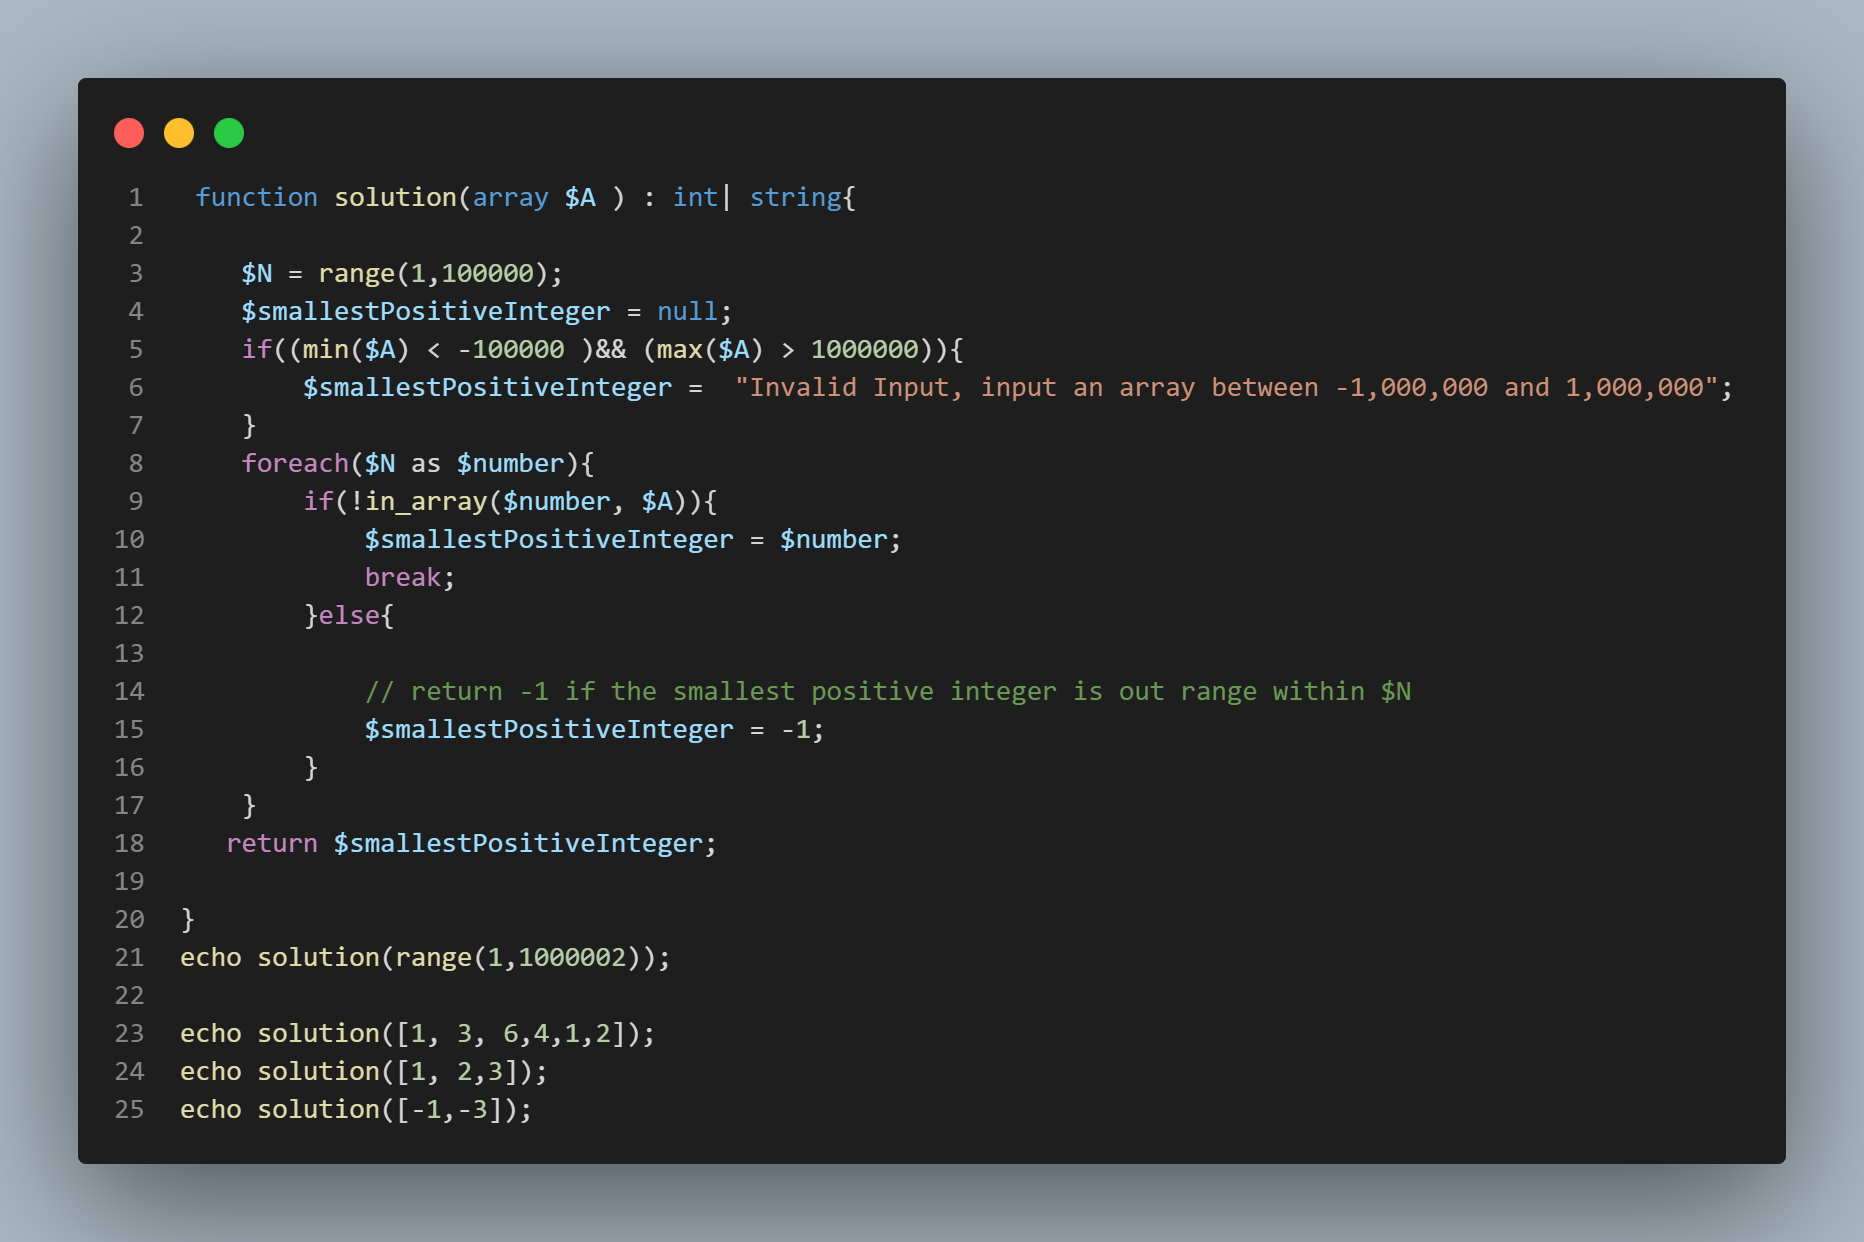 1 function solution(array $A ) : int| string{
2
3 $N = range(1,100000);
4 $smallestPositiveInteger = null;
5 if((min($A) < -100000 )&& (max($A) > 1000000)){
6 $smallestPositiveInteger =  "Invalid Input, input an array between -1,000,000 and 1,000,000";
7 }
8 foreach($N as $number){
9 if(!in_array($number, $A)){
10 $smallestPositiveInteger = $number;
11 break;
12 }else{
13
14 // return -1 if the smallest positive integer is out range within $N
15 $smallestPositiveInteger = -1;
16 }
17 }
18 return $smallestPositiveInteger;
19
20 }
21 echo solution(range(1,1000002));
22
23 echo solution([1, 3, 6,4,1,2]);
24 echo solution([1, 2,3]);
25 echo solution([-1,-3]);